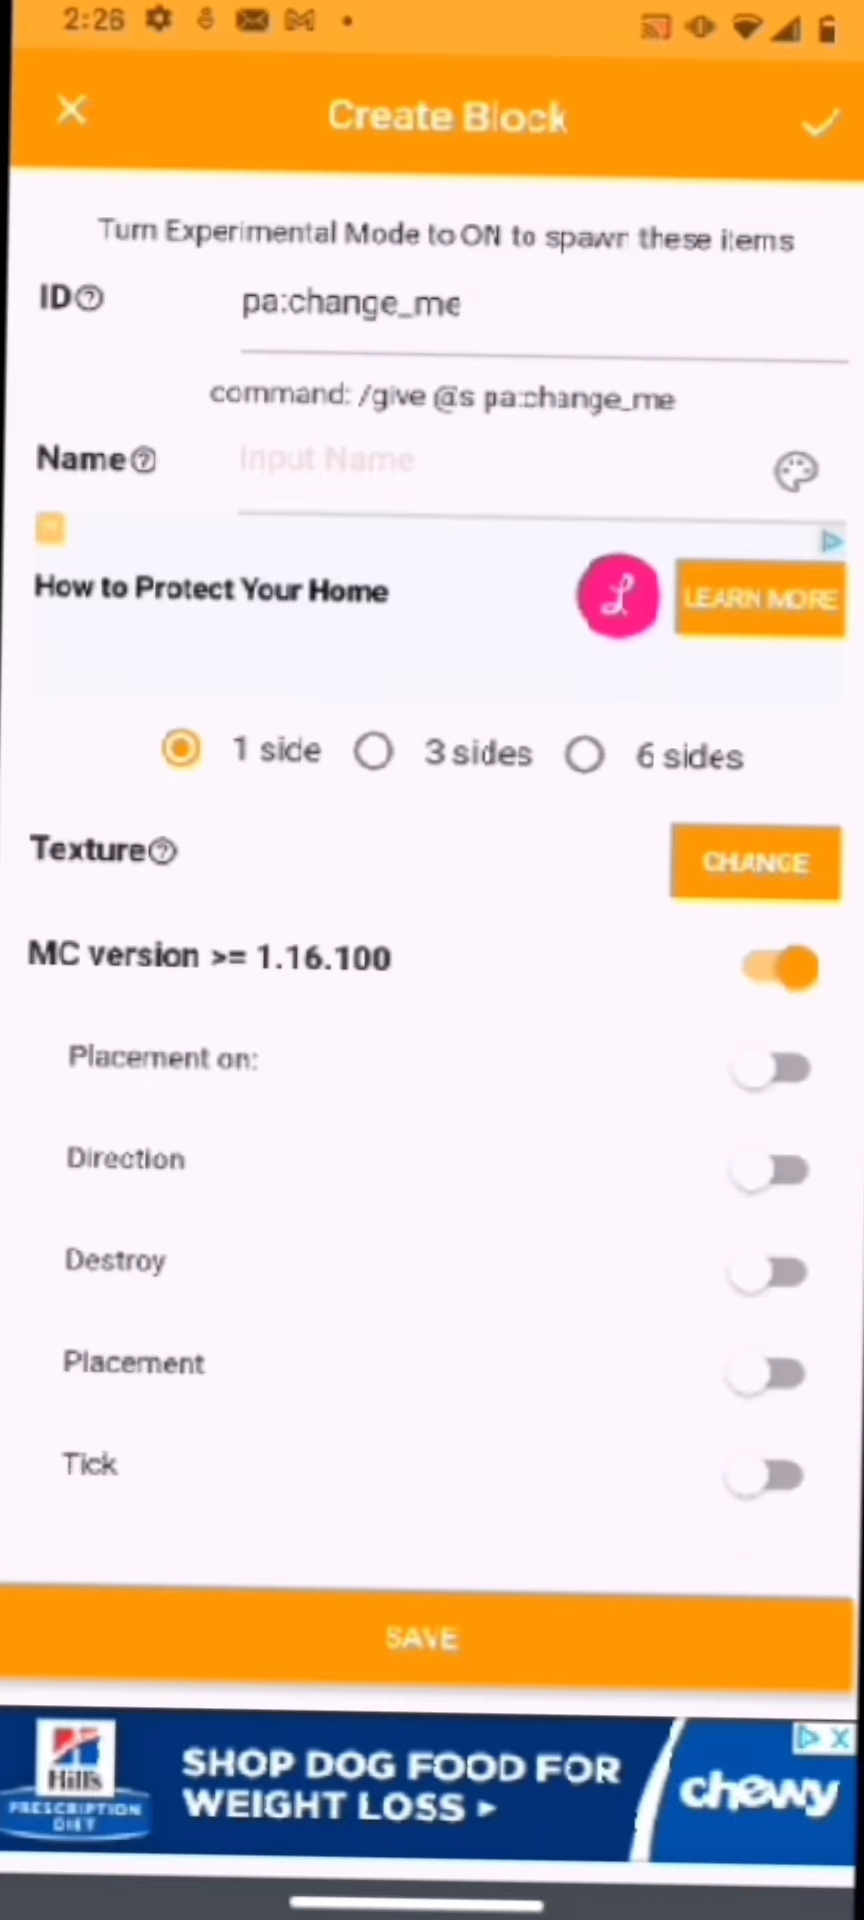 2:26
Create Block
Turn Experimental Mode to ON to spawn these items
ID
pa:change_me
command: /give @s pa:change_me
Name
Input Name
How to Protect Your Home
LEARN MORE
1 side
3 sides
6 sides
Texture
CHANGE
MC version >= 1.16.100
Placement on:
Direction
Destroy
Placement
Tick
SAVE
Hill's
PRESCRIPTION
DIET
SHOP DOG FOOD FOR
WEIGHT LOSS
chewy